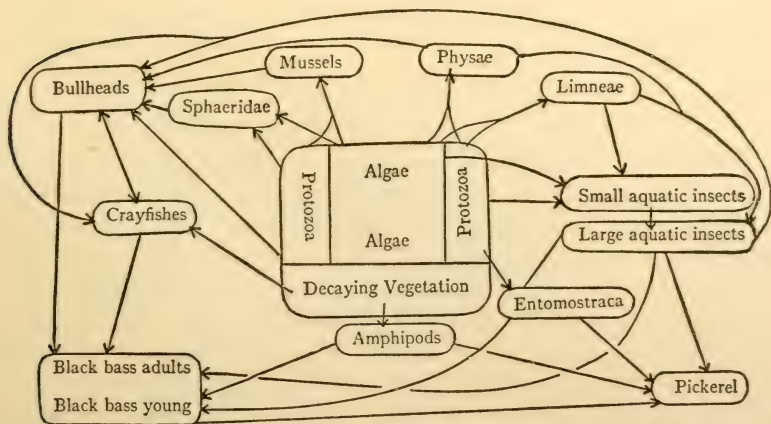 Mussels
Physae
Bullheads
Limneae
Sphaeridae
Protozoa
Algae
Protozoa
Small aquatic insects
Crayfishes
Algae
Large aquatic insects
Decaying Vegetation
Entomostraca
Amphipods
Black bass adults
Pickerel
Black bass young